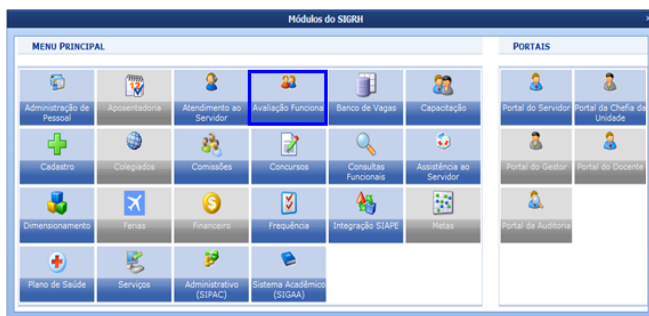 Módulos do SIGRH
x
MENU PRINCIPAL
Administração de
Pessoal
Aposentadoria
Atendimento ao
Servidor
Avaliação Funciona
Banco de Vagas
Capacitação
Cadastro
Colegiados
Comissões
Concursos
Consultas
Funcionais
Assistência ao
Servidor
Dimensionamento
Ferias
Financeiro
Frequência
Integração SIAPE
Metas
Plano de Saúde
Serviços
Administrativo
(SIPAC)
Sistema Acadêmico
(SIGAA)
PORTAIS
Portal do Servidor
Portal da Chefia da
Unidade
Portal do Gestor
Portal do Docente
Portal da Auditoria